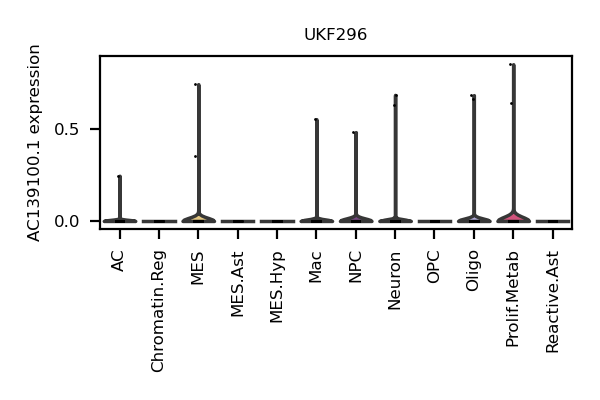 UKF296
AC139100.1 expression
0.5
0.0
AC
Chromatin.Reg
MES
MES.Ast
MES.Hyp
Mac
NPC
Neuron
OPC
Oligo
Prolif.Metab
Reactive.Ast